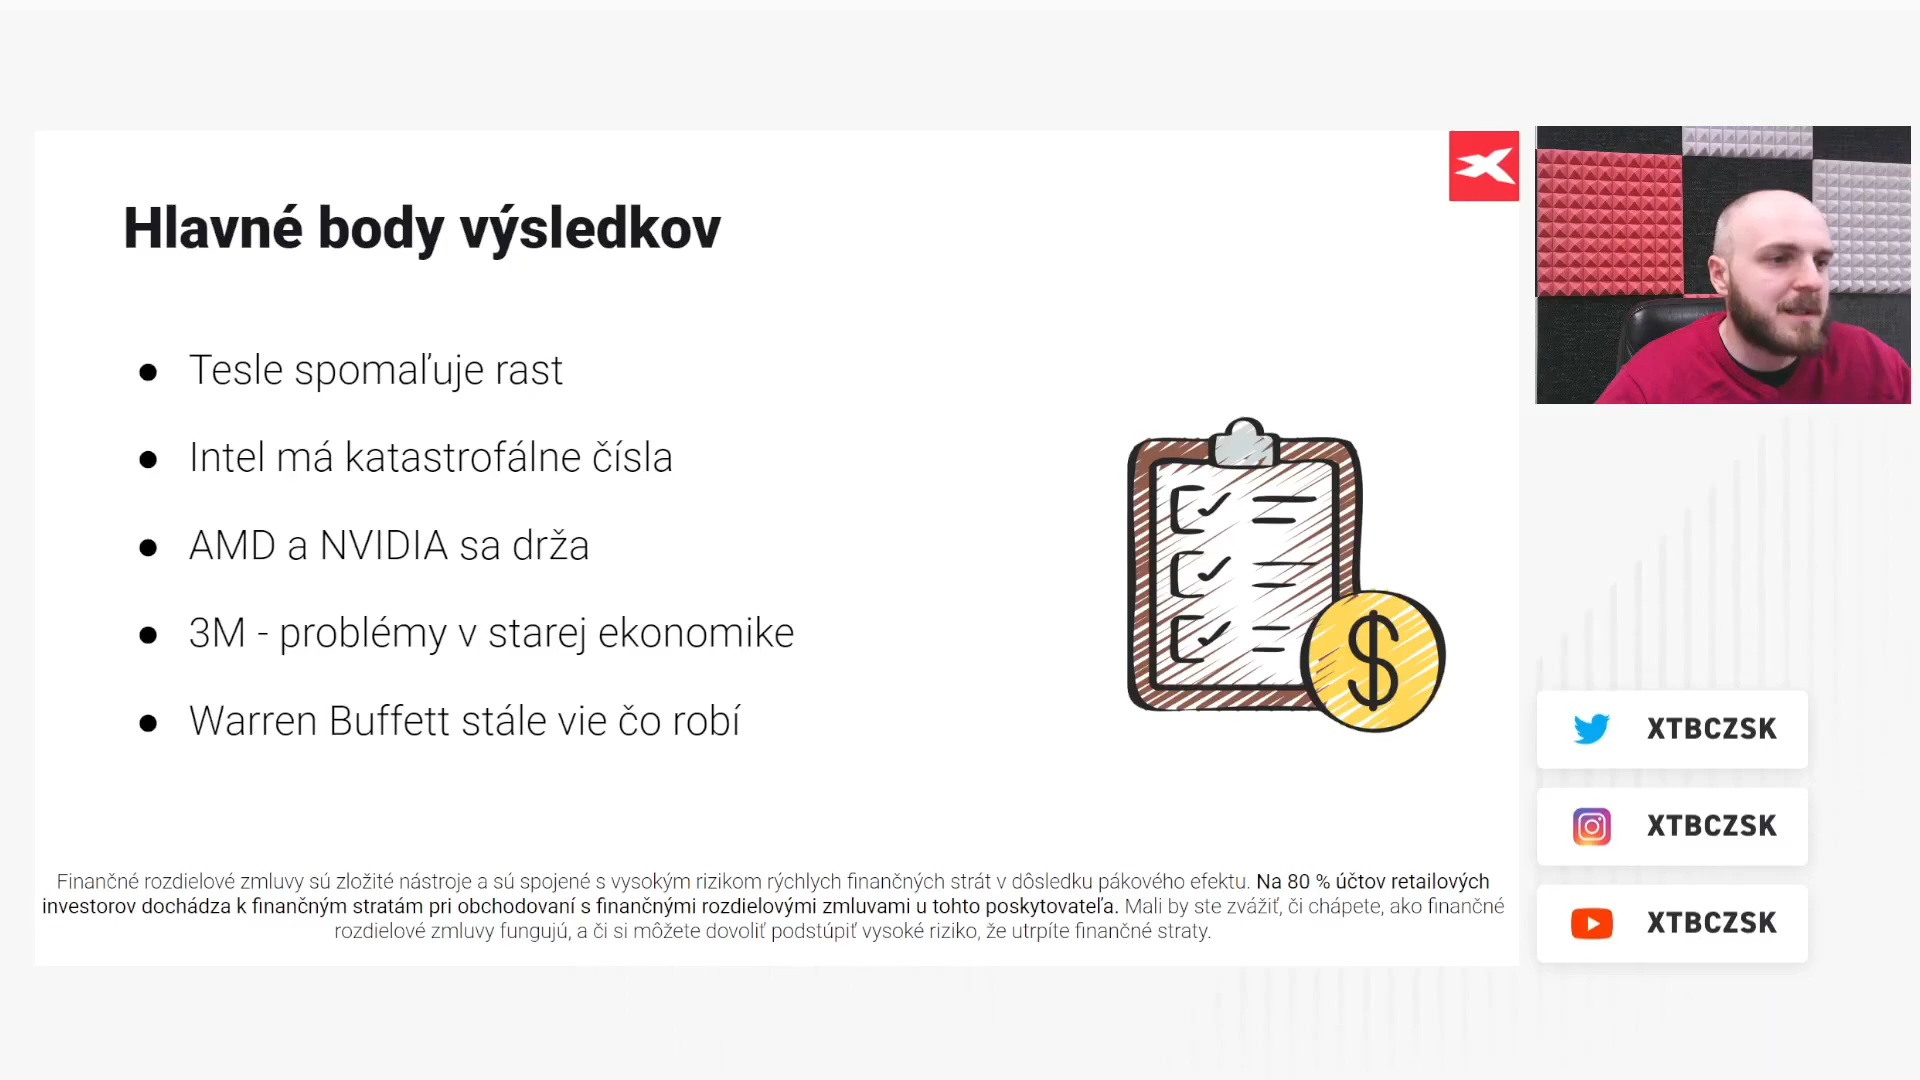 Hlavné body výsledkov
● Tesle spomaľuje rast
● Intel má katastrofálne čísla
● AMD a NVIDIA sa drža
● 3M - problémy v starej ekonomike
● Warren Buffett stále vie čo robí
Finančné rozdielové zmluvy sú zložité nástroje a sú spojené s vysokým rizikom rýchlych finančných strát v dôsledku pákového efektu. Na 80 % účtov retailových
investorov dochádza k finančným stratám pri obchodovaní s finančnými rozdielovými zmluvami u tohto poskytovateľa. Mali by ste zvážiť, či chápete, ako finančné
rozdielové zmluvy fungujú, a či si môžete dovoliť podstúpiť vysoké riziko, že utrpíte finančné straty.
XTBCZSK
XTBCZSK
XTBCZSK